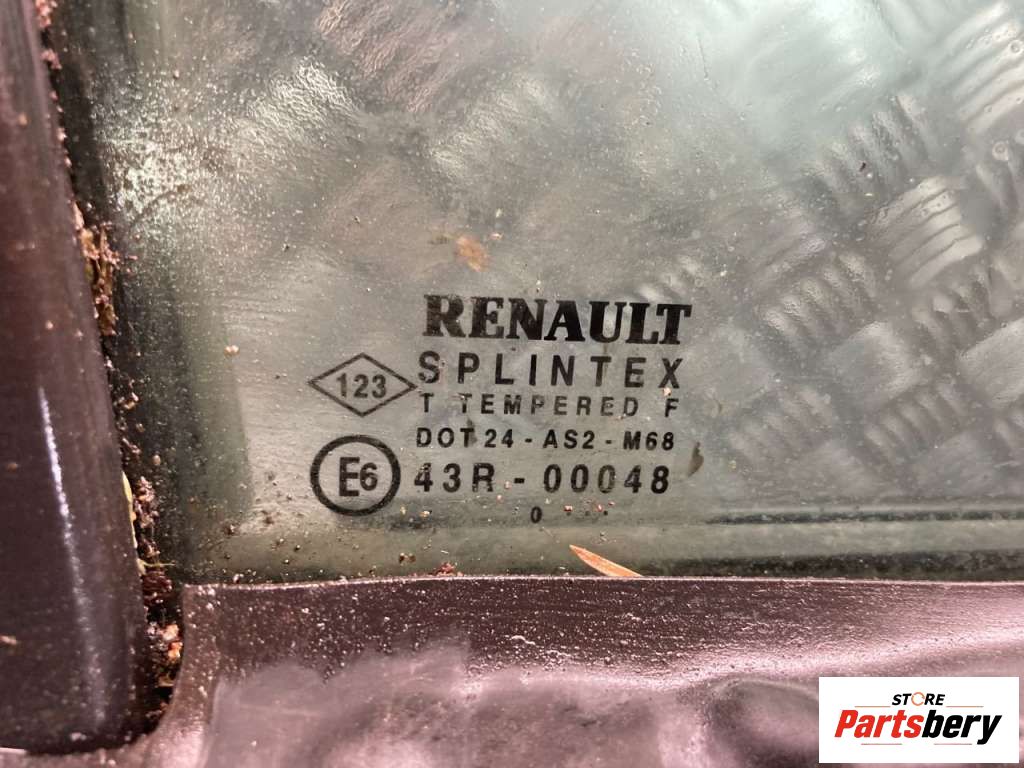 RENAULT
SPLINTEX
123
T TEMPERED F
DOT 24 - AS2 - M68
E6 43R - 00048
0 ....
STORE
Partsbery